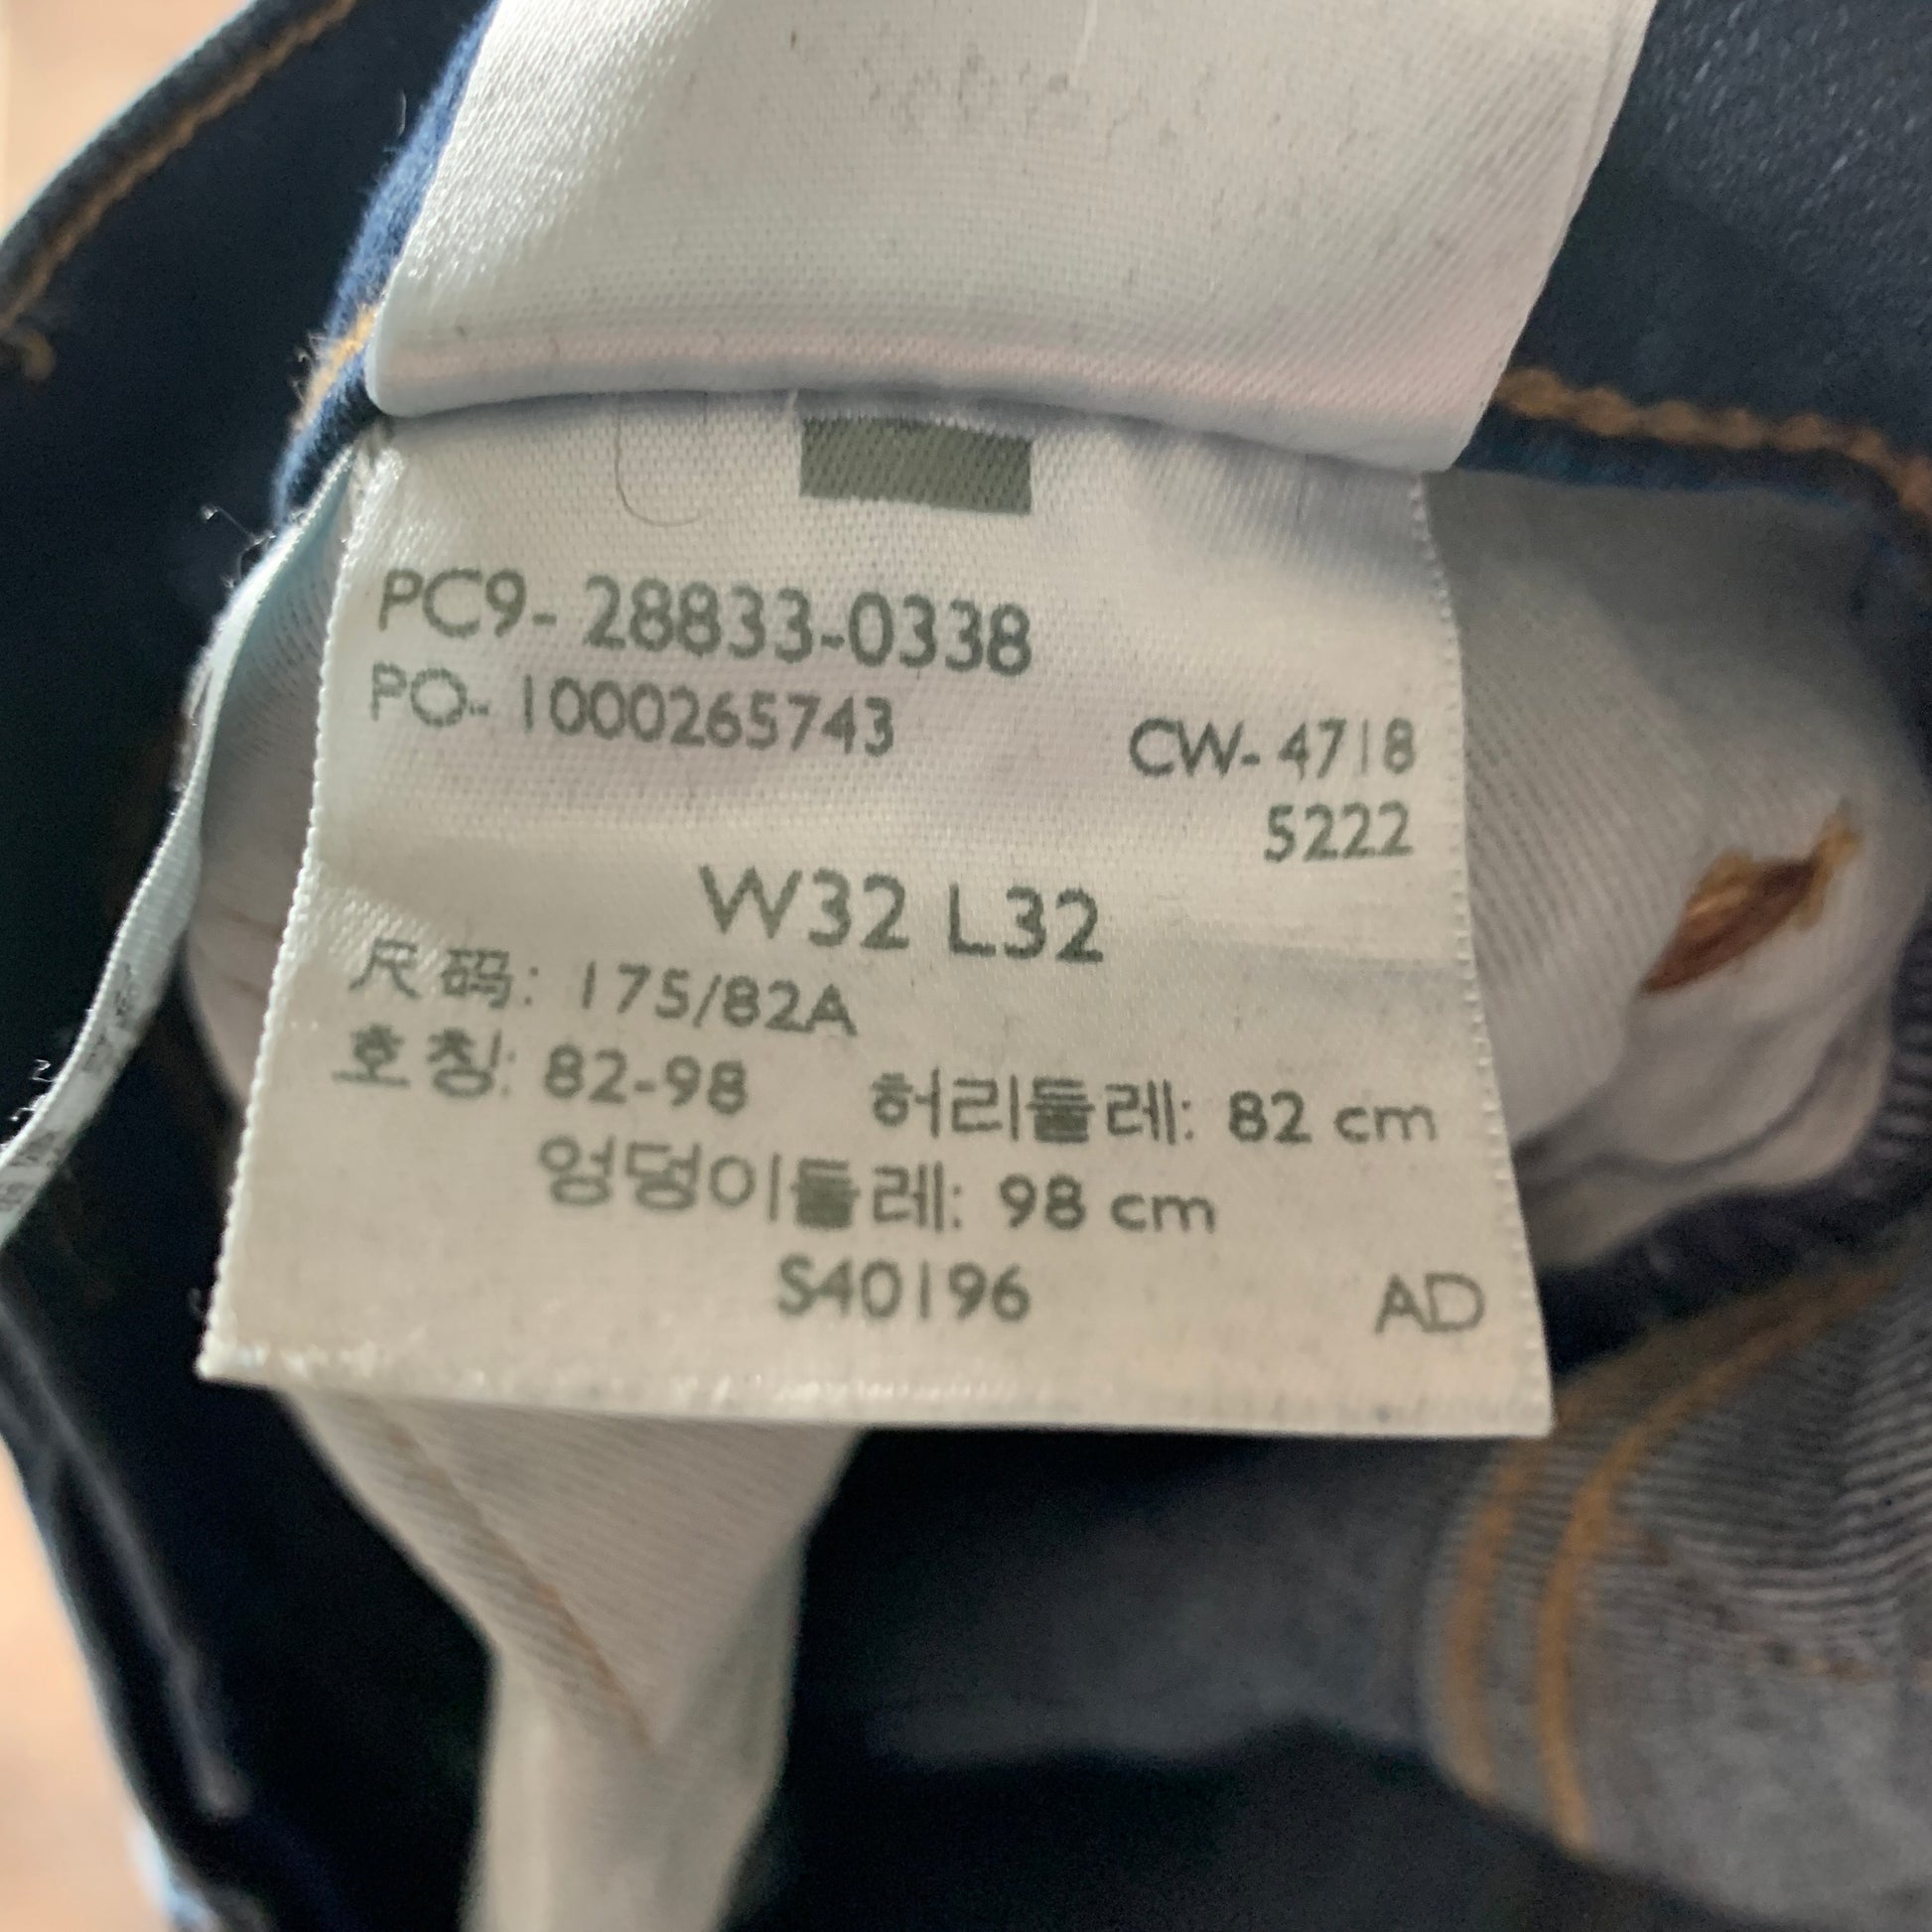 PC9- 28833-0338
PO- 1000265743
CW- 4718
5222
W32 L32
尺码: 175/82A
호칭: 82-98 허리둘레: 82 cm
엉덩이둘레: 98 cm
S40196 AD